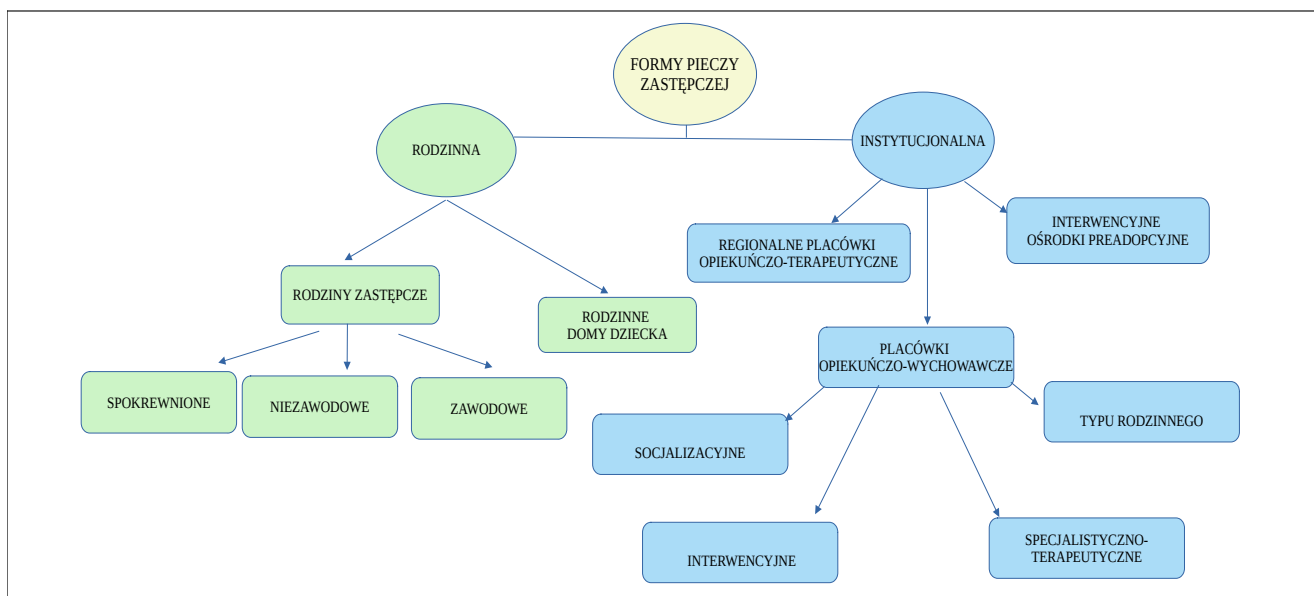 FORMY PIECZY
ZASTĘPCZEJ
RODZINNA
INSTYTUCJONALNA
INTERWENCYJNE
OŚRODKI PREADOPCYJNE
REGIONALNE PLACÓWKI
OPIEKUŃCZO-TERAPEUTYCZNE
RODZINY ZASTĘPCZE
RODZINNE
DOMY DZIECKA
PLACÓWKI
OPIEKUŃCZO-WYCHOWAWCZE
SPOKREWNIONE
NIEZAWODOWE
ZAWODOWE
TYPU RODZINNEGO
SOCJALIZACYJNE
INTERWENCYJNE
SPECJALISTYCZNO-
TERAPEUTYCZNE